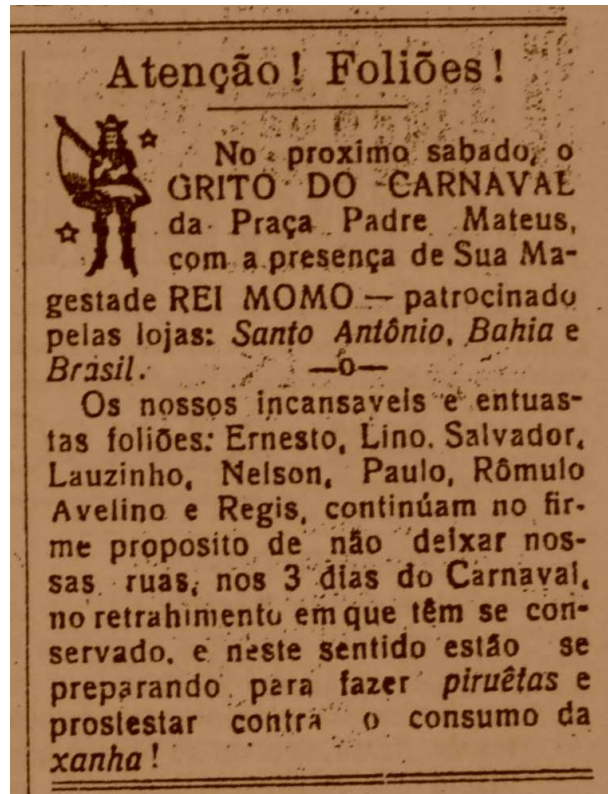 Atenção! Foliões!
No proximo sabado, o
GRITO DO CARNAVAL
da Praça Padre Mateus,
com a presença de Sua Ma-
gestade REI MOMO — patrocinado
pelas lojas: Santo Antônio, Bahia e
Brasil.
—o—
Os nossos incansaveis e entuas-
tas foliões: Ernesto, Lino. Salvador,
Lauzinho, Nelson, Paulo, Rômulo
Avelino e Regis, continúam no fir-
me proposito de não deixar nos-
sas ruas, nos 3 dias do Carnaval,
no retrahimento em que têm se con-
servado, e neste sentido estão se
preparando para fazer piruêtas e
prostestar contra o consumo da
xanha!